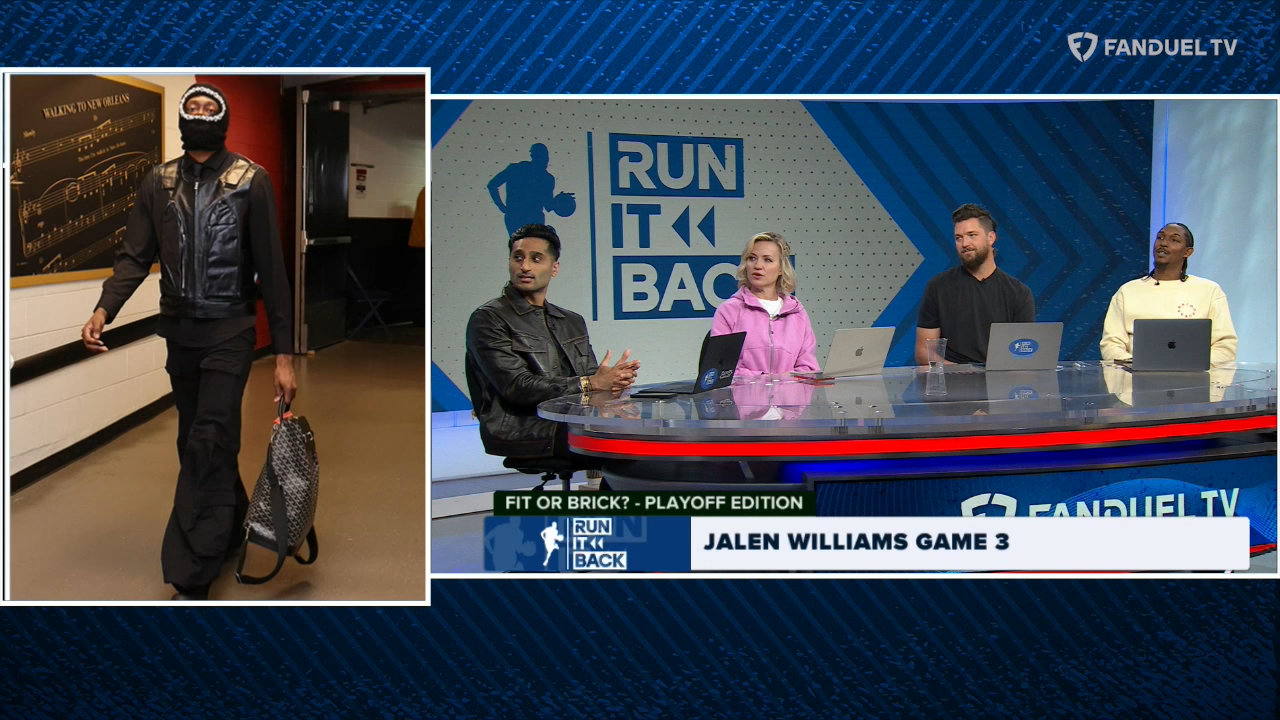 FANDUEL TV
WALKING TO NEW ORLEANS
RUN
IT
BAC
FIT OR BRICK? - PLAYOFF EDITION
FANDUEL TV
RUN
IT
BACK
JALEN WILLIAMS GAME 3